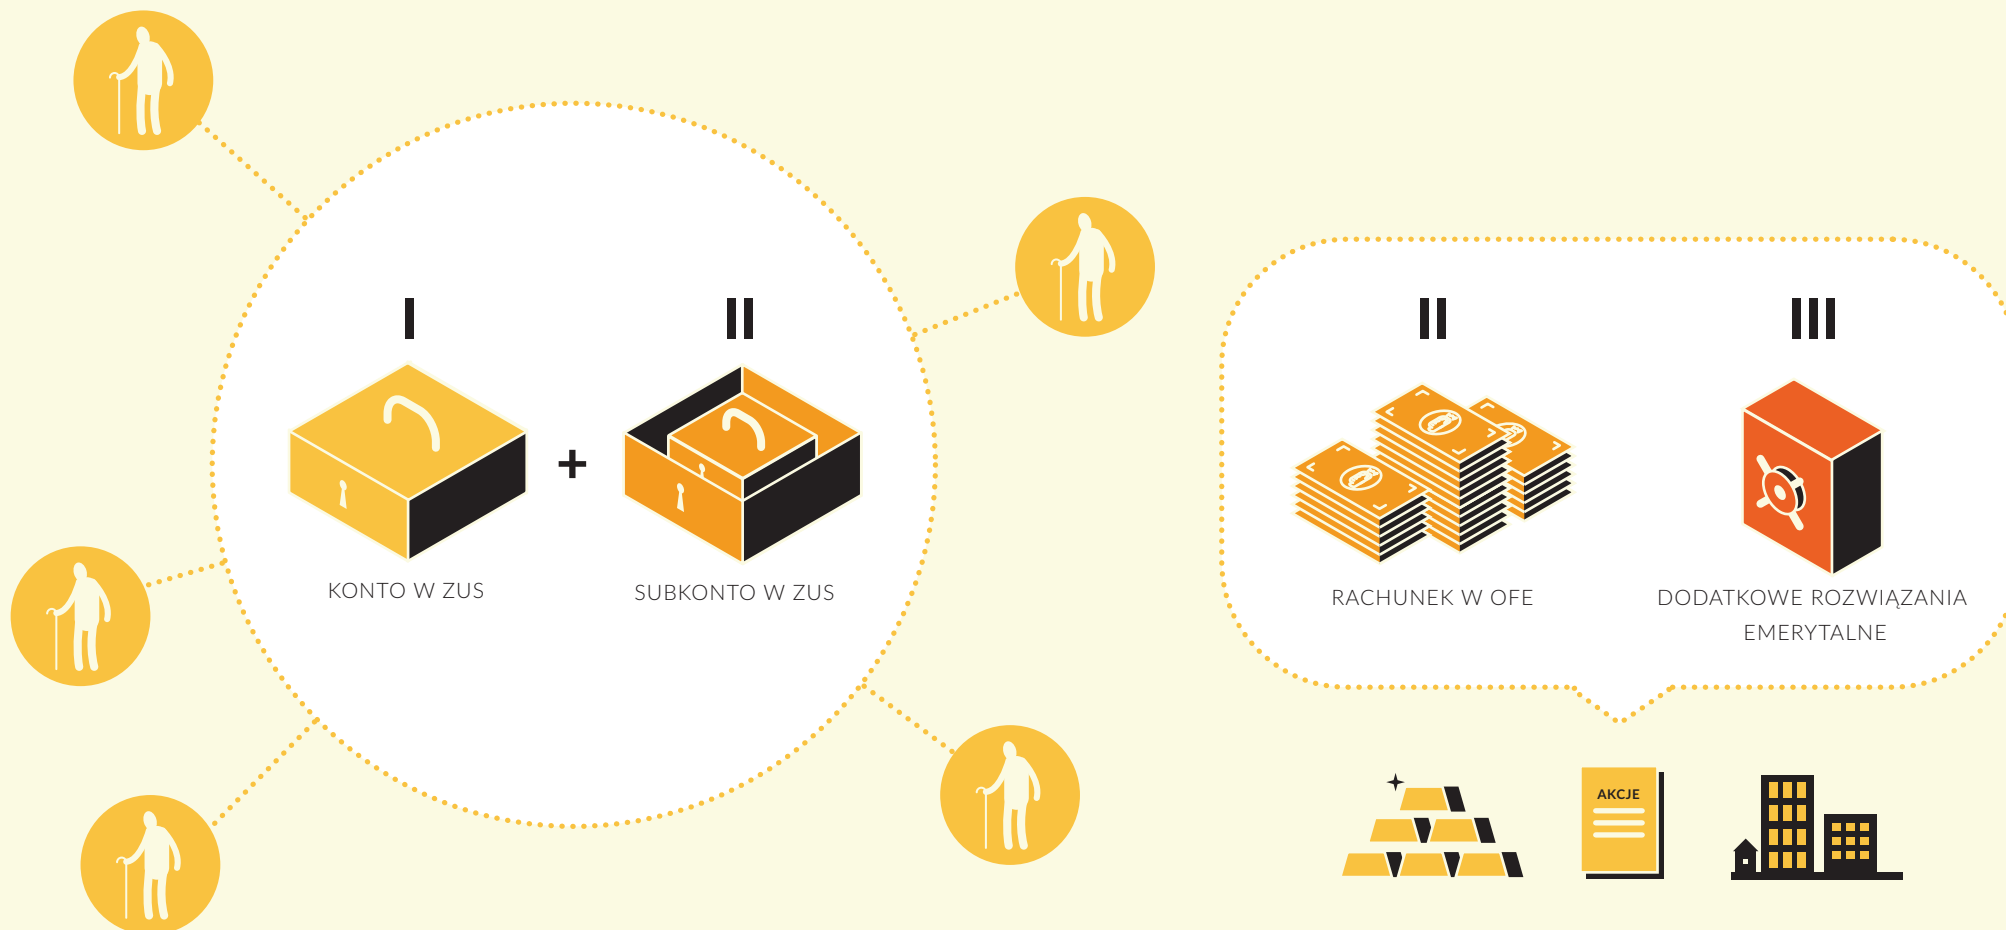 I
II
+
KONTO W ZUS
SUBKONTO W ZUS
II
III
RACHUNEK W OFE
DODATKOWE ROZWIĄZANIA
EMERYTALNE
AKCJE